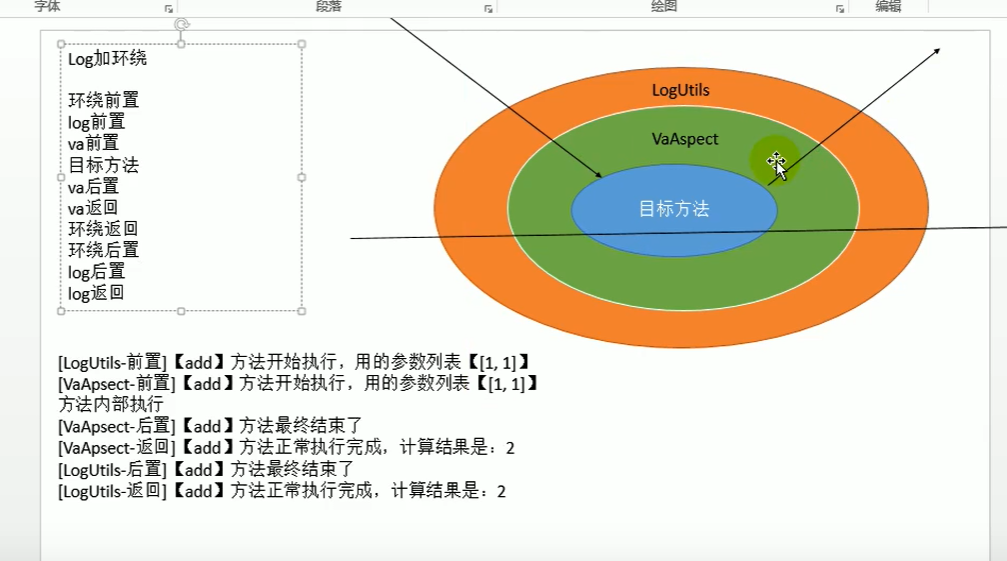 字体 段落 绘图 编辑
Log加环绕
环绕前置
log前置
va前置
目标方法
va后置
va返回
环绕返回
环绕后置
log后置
log返回
LogUtils
VaAspect
目标方法
[LogUtils-前置]【add】方法开始执行，用的参数列表【[1, 1]】
[VaApsect-前置]【add】方法开始执行，用的参数列表【[1, 1]】
方法内部执行
[VaApsect-后置]【add】方法最终结束了
[VaApsect-返回]【add】方法正常执行完成，计算结果是：2
[LogUtils-后置]【add】方法最终结束了
[LogUtils-返回]【add】方法正常执行完成，计算结果是：2